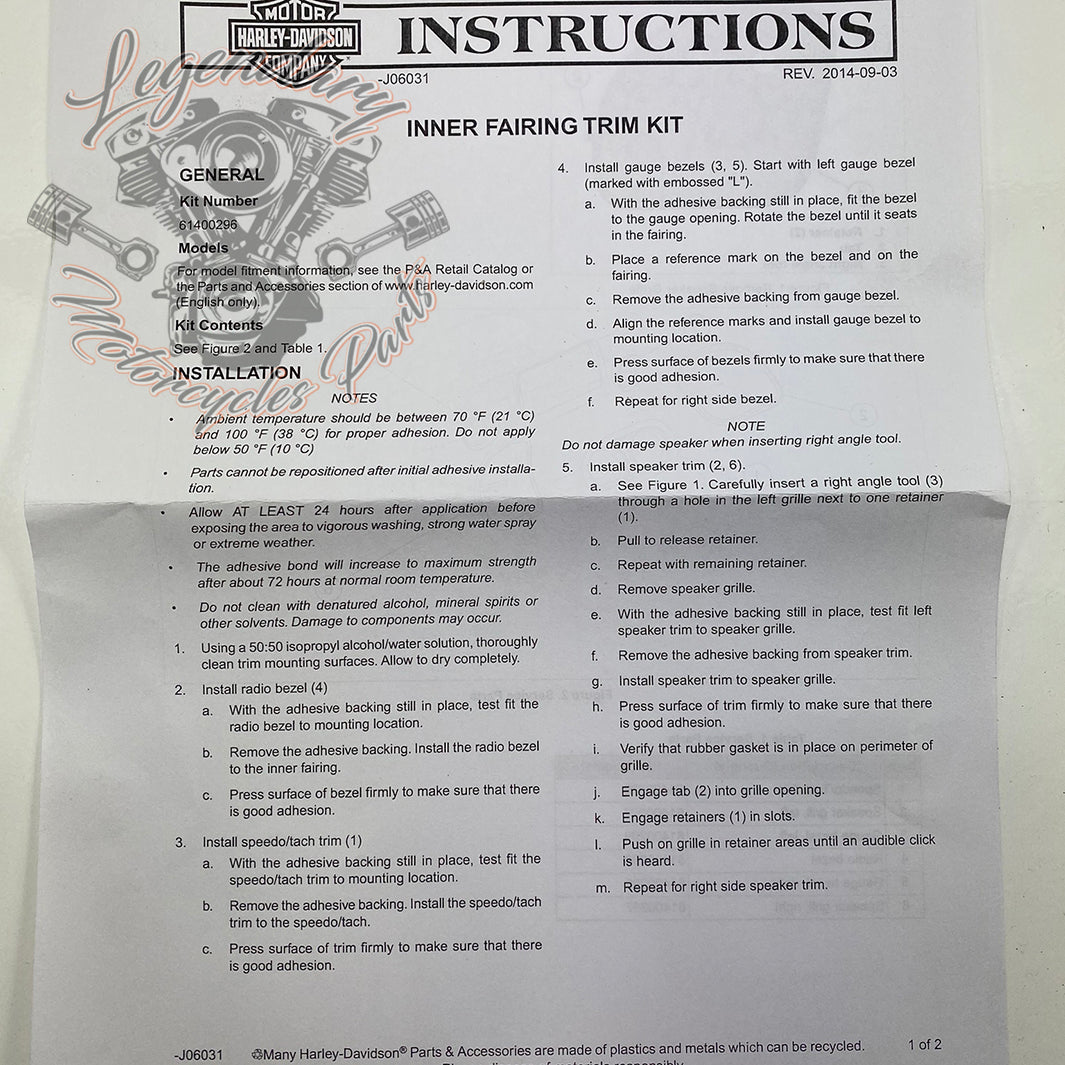 MOTOR
HARLEY-DAVIDSON
COMPANY
INSTRUCTIONS
-J06031
REV. 2014-09-03
Legendary
Motorcycles Parts
INNER FAIRING TRIM KIT
GENERAL
Kit Number
61400296
Models
For model fitment information, see the P&A Retail Catalog or
the Parts and Accessories section of www.harley-davidson.com
(English only).
Kit Contents
See Figure 2 and Table 1.
INSTALLATION
NOTES
• Ambient temperature should be between 70 °F (21 °C)
and 100 °F (38 °C) for proper adhesion. Do not apply
below 50 °F (10 °C)
• Parts cannot be repositioned after initial adhesive installa-
tion.
• Allow AT LEAST 24 hours after application before
exposing the area to vigorous washing, strong water spray
or extreme weather.
• The adhesive bond will increase to maximum strength
after about 72 hours at normal room temperature.
• Do not clean with denatured alcohol, mineral spirits or
other solvents. Damage to components may occur.
1. Using a 50:50 isopropyl alcohol/water solution, thoroughly
clean trim mounting surfaces. Allow to dry completely.
2. Install radio bezel (4)
a. With the adhesive backing still in place, test fit the
radio bezel to mounting location.
b. Remove the adhesive backing. Install the radio bezel
to the inner fairing.
c. Press surface of bezel firmly to make sure that there
is good adhesion.
3. Install speedo/tach trim (1)
a. With the adhesive backing still in place, test fit the
speedo/tach trim to mounting location.
b. Remove the adhesive backing. Install the speedo/tach
trim to the speedo/tach.
c. Press surface of trim firmly to make sure that there
is good adhesion.
4. Install gauge bezels (3, 5). Start with left gauge bezel
(marked with embossed "L").
a. With the adhesive backing still in place, fit the bezel
to the gauge opening. Rotate the bezel until it seats
in the fairing.
b. Place a reference mark on the bezel and on the
fairing.
c. Remove the adhesive backing from gauge bezel.
d. Align the reference marks and install gauge bezel to
mounting location.
e. Press surface of bezels firmly to make sure that there
is good adhesion.
f. Repeat for right side bezel.
NOTE
Do not damage speaker when inserting right angle tool.
5. Install speaker trim (2, 6).
a. See Figure 1. Carefully insert a right angle tool (3)
through a hole in the left grille next to one retainer
(1).
b. Pull to release retainer.
c. Repeat with remaining retainer.
d. Remove speaker grille.
e. With the adhesive backing still in place, test fit left
speaker trim to speaker grille.
f. Remove the adhesive backing from speaker trim.
g. Install speaker trim to speaker grille.
h. Press surface of trim firmly to make sure that there
is good adhesion.
i. Verify that rubber gasket is in place on perimeter of
grille.
j. Engage tab (2) into grille opening.
k. Engage retainers (1) in slots.
l. Push on grille in retainer areas until an audible click
is heard.
m. Repeat for right side speaker trim.
-J06031
Many Harley-Davidson® Parts & Accessories are made of plastics and metals which can be recycled.
1 of 2